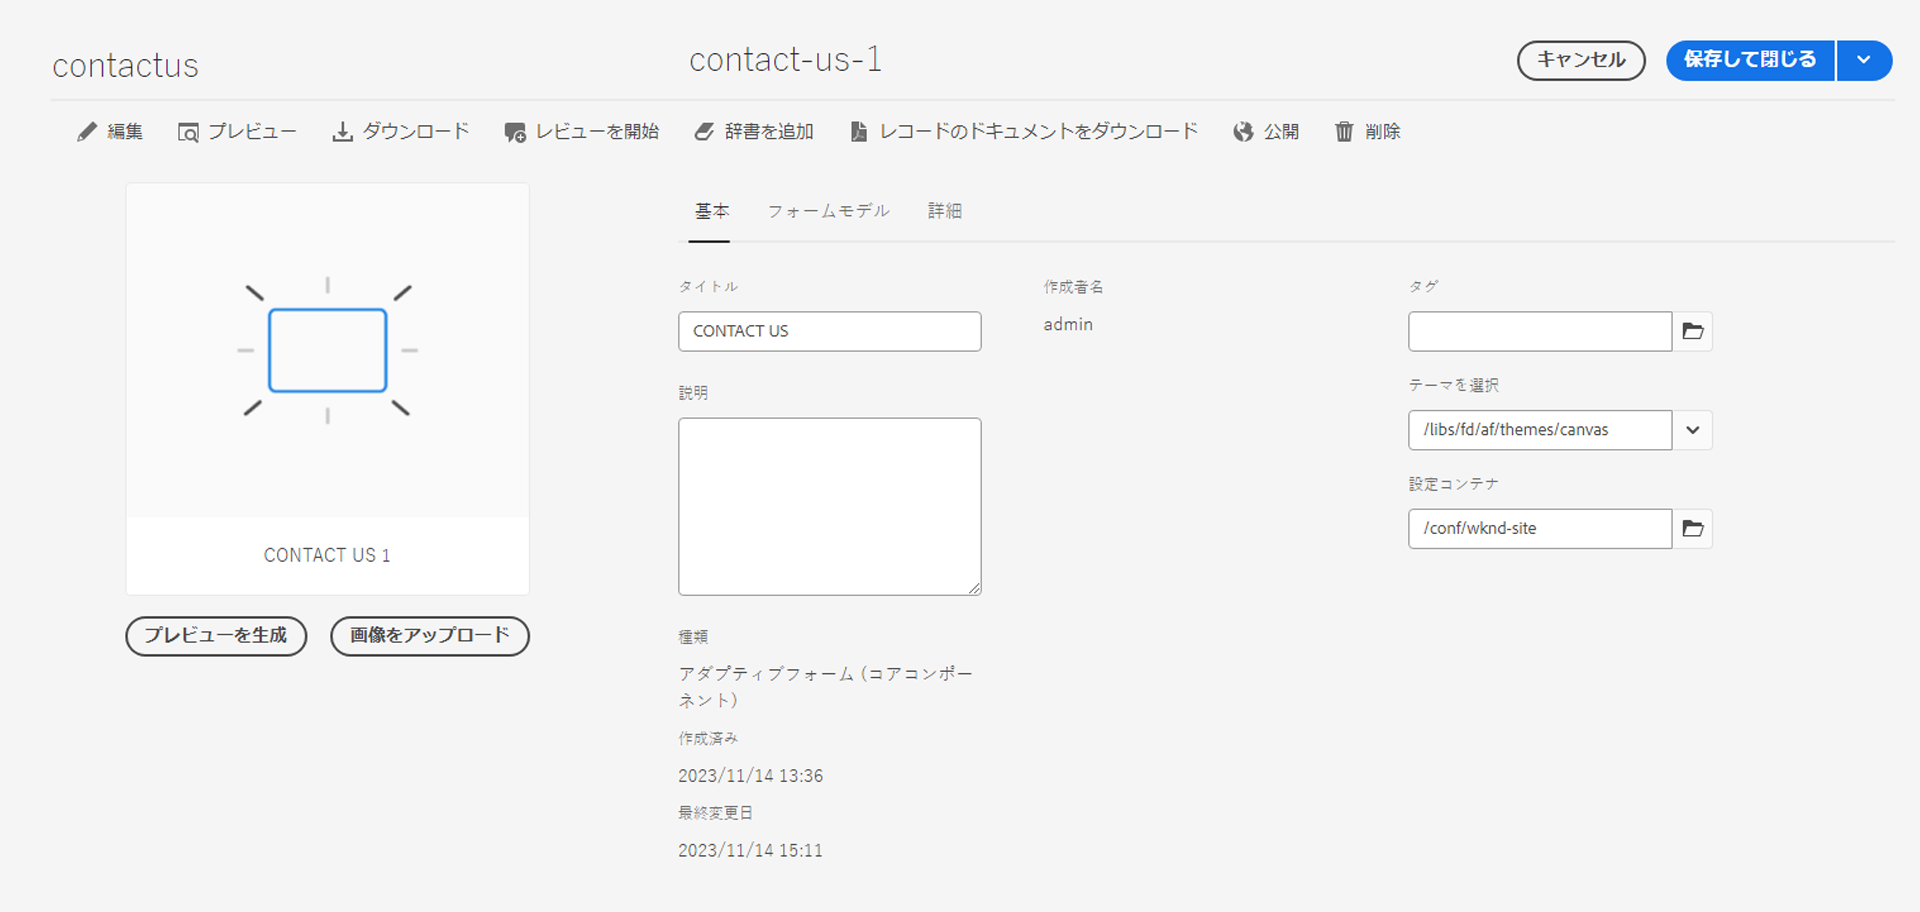 contactus
contact-us-1
キャンセル
保存して閉じる
編集 プレビュー ダウンロード レビューを開始 辞書を追加 レコードのドキュメントをダウンロード 公開 削除
CONTACT US 1
プレビューを生成 画像をアップロード
基本 フォームモデル 詳細
タイトル
CONTACT US
説明
種類
アダプティブフォーム (コアコンポー
ネント)
作成済み
2023/11/14 13:36
最終変更日
2023/11/14 15:11
作成者名
admin
タグ
テーマを選択
/libs/fd/af/themes/canvas
設定コンテナ
/conf/wknd-site